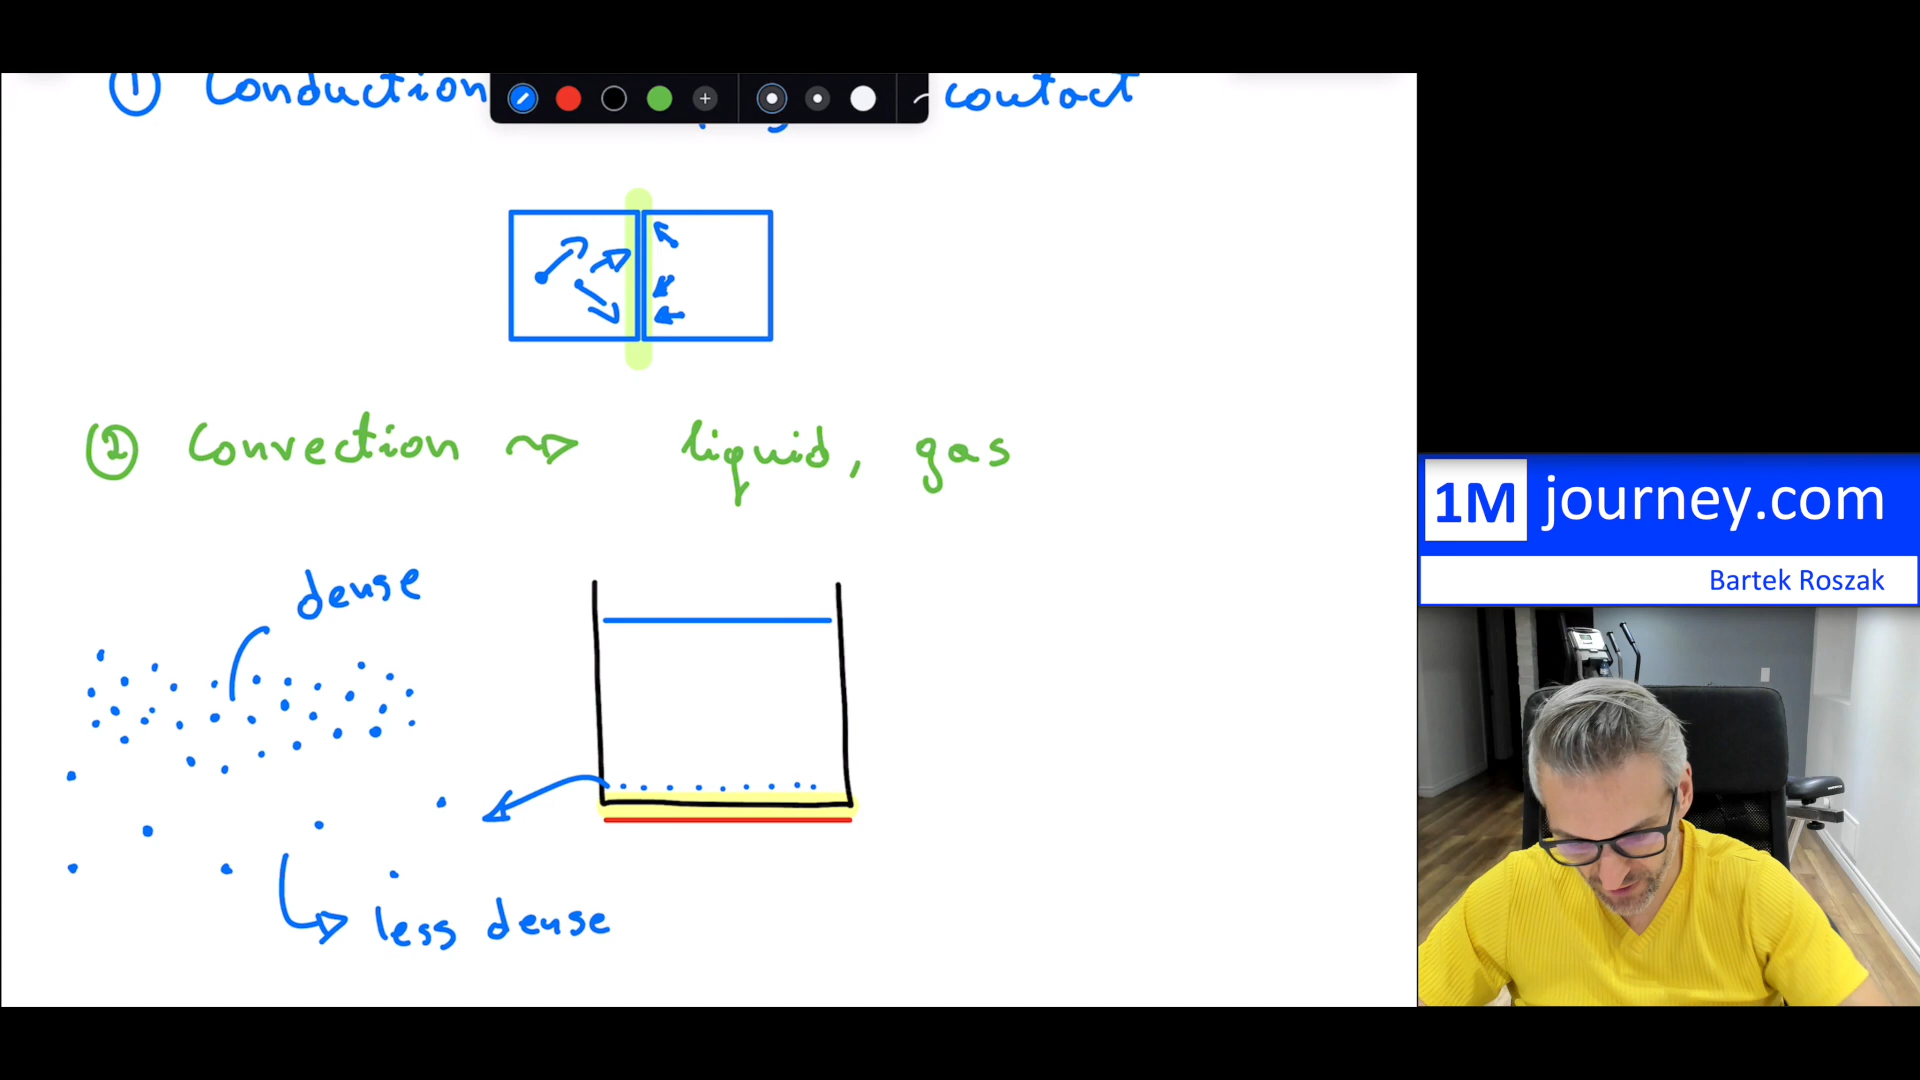 ① Conduction contact
② Convection ⇝ liquid, gas
dense
less dense
1M journey.com
Bartek Roszak